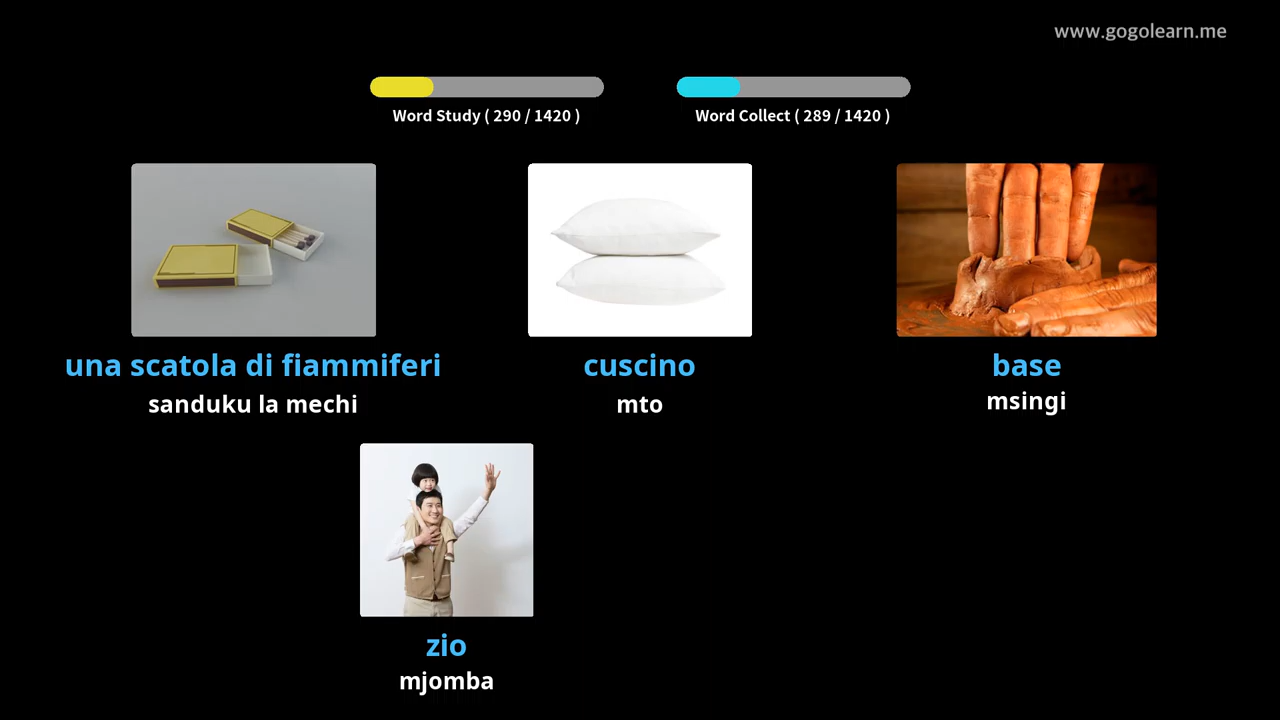 www.gogolearn.me
Word Study ( 290 / 1420 )
Word Collect ( 289 / 1420 )
una scatola di fiammiferi
cuscino
base
sanduku la mechi
mto
msingi
zio
mjomba